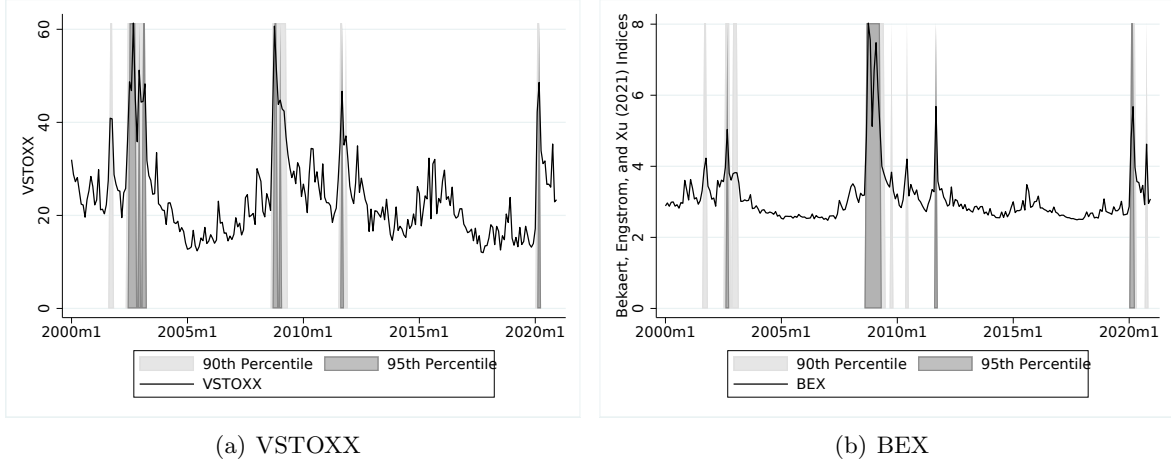 VSTOXX
60
40
20
0
2000m1 2005m1 2010m1 2015m1 2020m1
90th Percentile 95th Percentile
VSTOXX
(a) VSTOXX
Bekaert, Engstrom, and Xu (2021) Indices
8
6
4
2
0
2000m1 2005m1 2010m1 2015m1 2020m1
90th Percentile 95th Percentile
BEX
(b) BEX